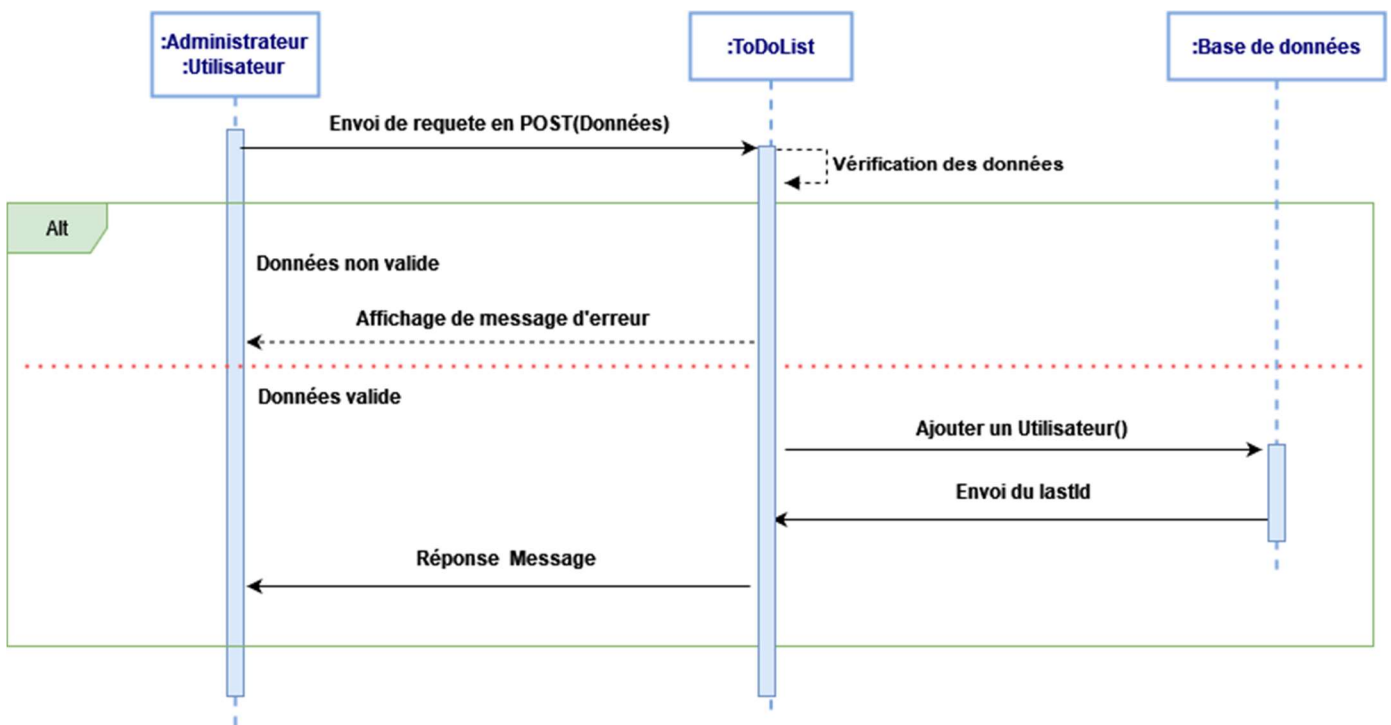 :Administrateur
:Utilisateur
:ToDoList
:Base de données
Envoi de requete en POST(Données)
Vérification des données
Alt
Données non valide
Affichage de message d'erreur
Données valide
Ajouter un Utilisateur()
Envoi du lastId
Réponse Message